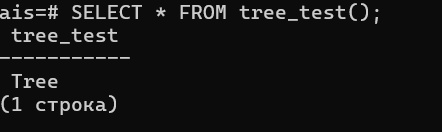 ais=# SELECT * FROM tree_test();
 tree_test
-----------
 Tree
(1 строка)